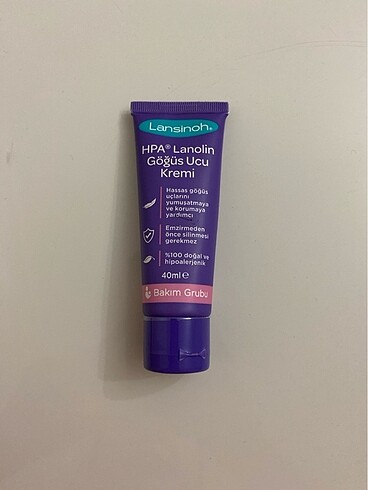 Lansinoh®
HPA® Lanolin
Göğüs Ucu
Kremi
Hassas göğüs
uçlarını
yumuşatmaya
ve korumaya
yardımcı
Emzirmeden
önce silinmesi
gerekmez
%100 doğal ve
hipoalerjenik
40ml ℮
Bakım Grubu